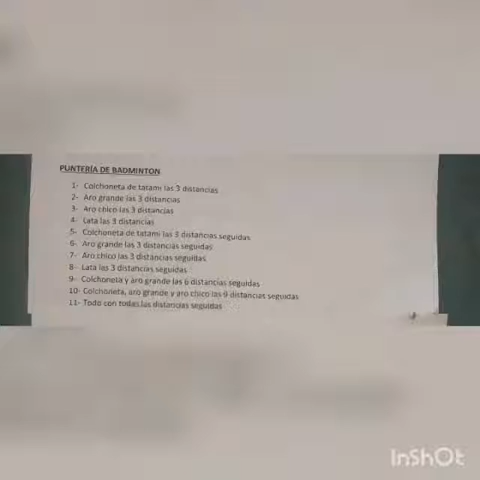 PUNTERÍA DE BADMINTON
1- Colchoneta de tatami las 3 distancias
2- Aro grande las 3 distancias
3- Aro chico las 3 distancias
4- Lata las 3 distancias
5- Colchoneta de tatami las 3 distancias seguidas
6- Aro grande las 3 distancias seguidas
7- Aro chico las 3 distancias seguidas
8- Lata las 3 distancias seguidas
9- Colchoneta y aro grande las 6 distancias seguidas
10- Colchoneta, aro grande y aro chico las 9 distancias seguidas
11- Todo con todas las distancias seguidas
InShOt